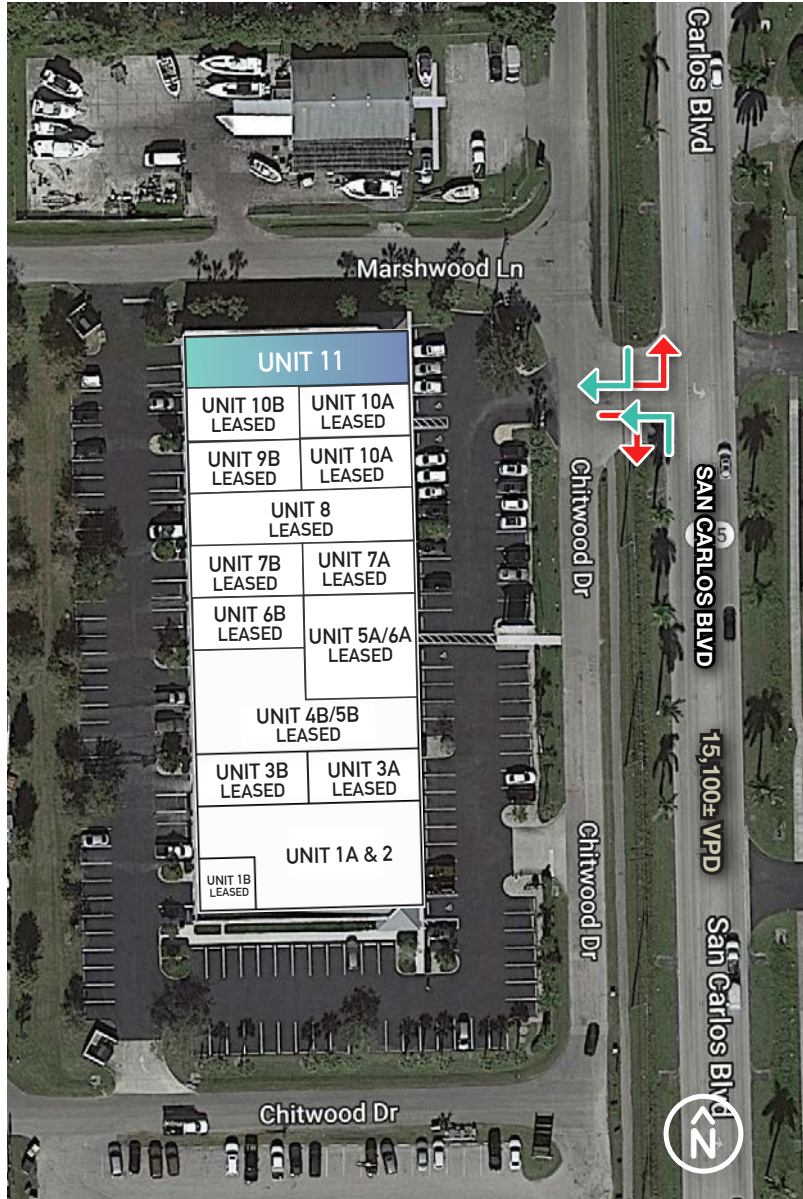 Carlos Blvd
Marshwood Ln
UNIT 11
UNIT 10B
LEASED
UNIT 10A
LEASED
UNIT 9B
LEASED
UNIT 10A
LEASED
UNIT 8
LEASED
UNIT 7B
LEASED
UNIT 7A
LEASED
UNIT 6B
LEASED
UNIT 5A/6A
LEASED
UNIT 4B/5B
LEASED
UNIT 3B
LEASED
UNIT 3A
LEASED
UNIT 1A & 2
UNIT 1B
LEASED
Chitwood Dr
SAN CARLOS BLVD
5
15,100± VPD
Chitwood Dr
San Carlos Blvd
Chitwood Dr
N